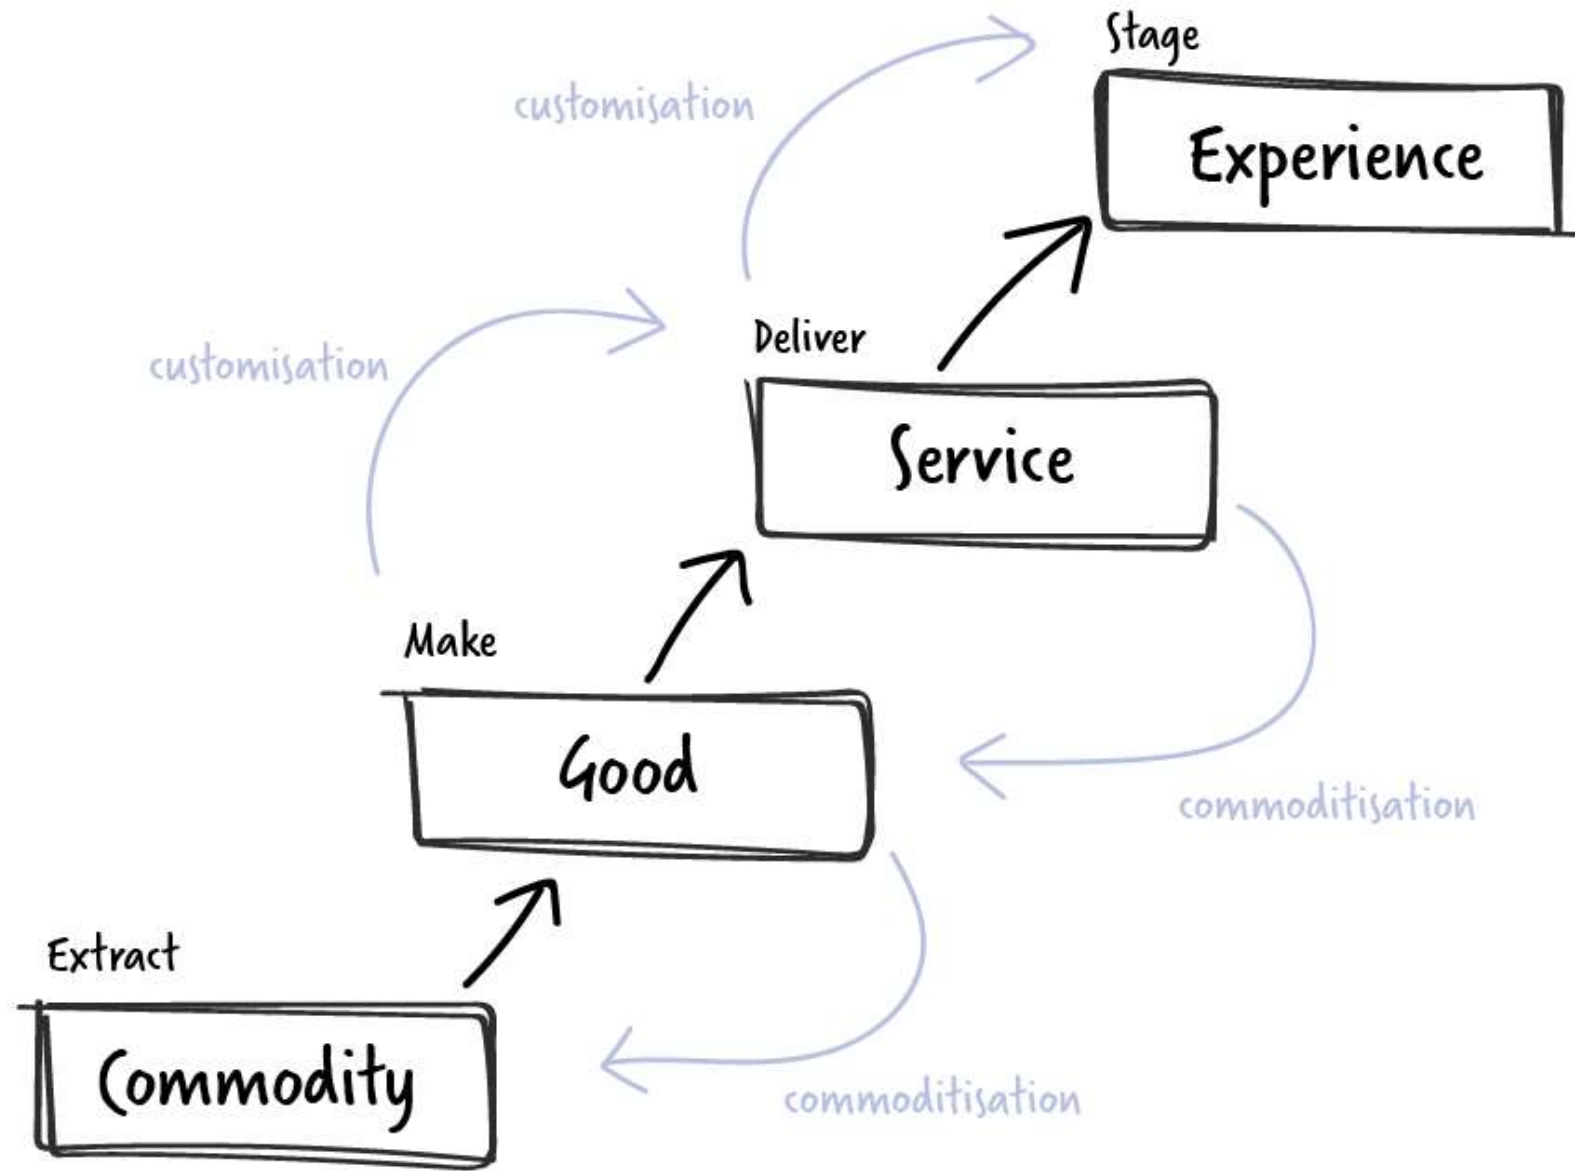 Stage
customisation
Experience
Deliver
customisation
Service
Make
Good
commoditisation
Extract
Commodity
commoditisation